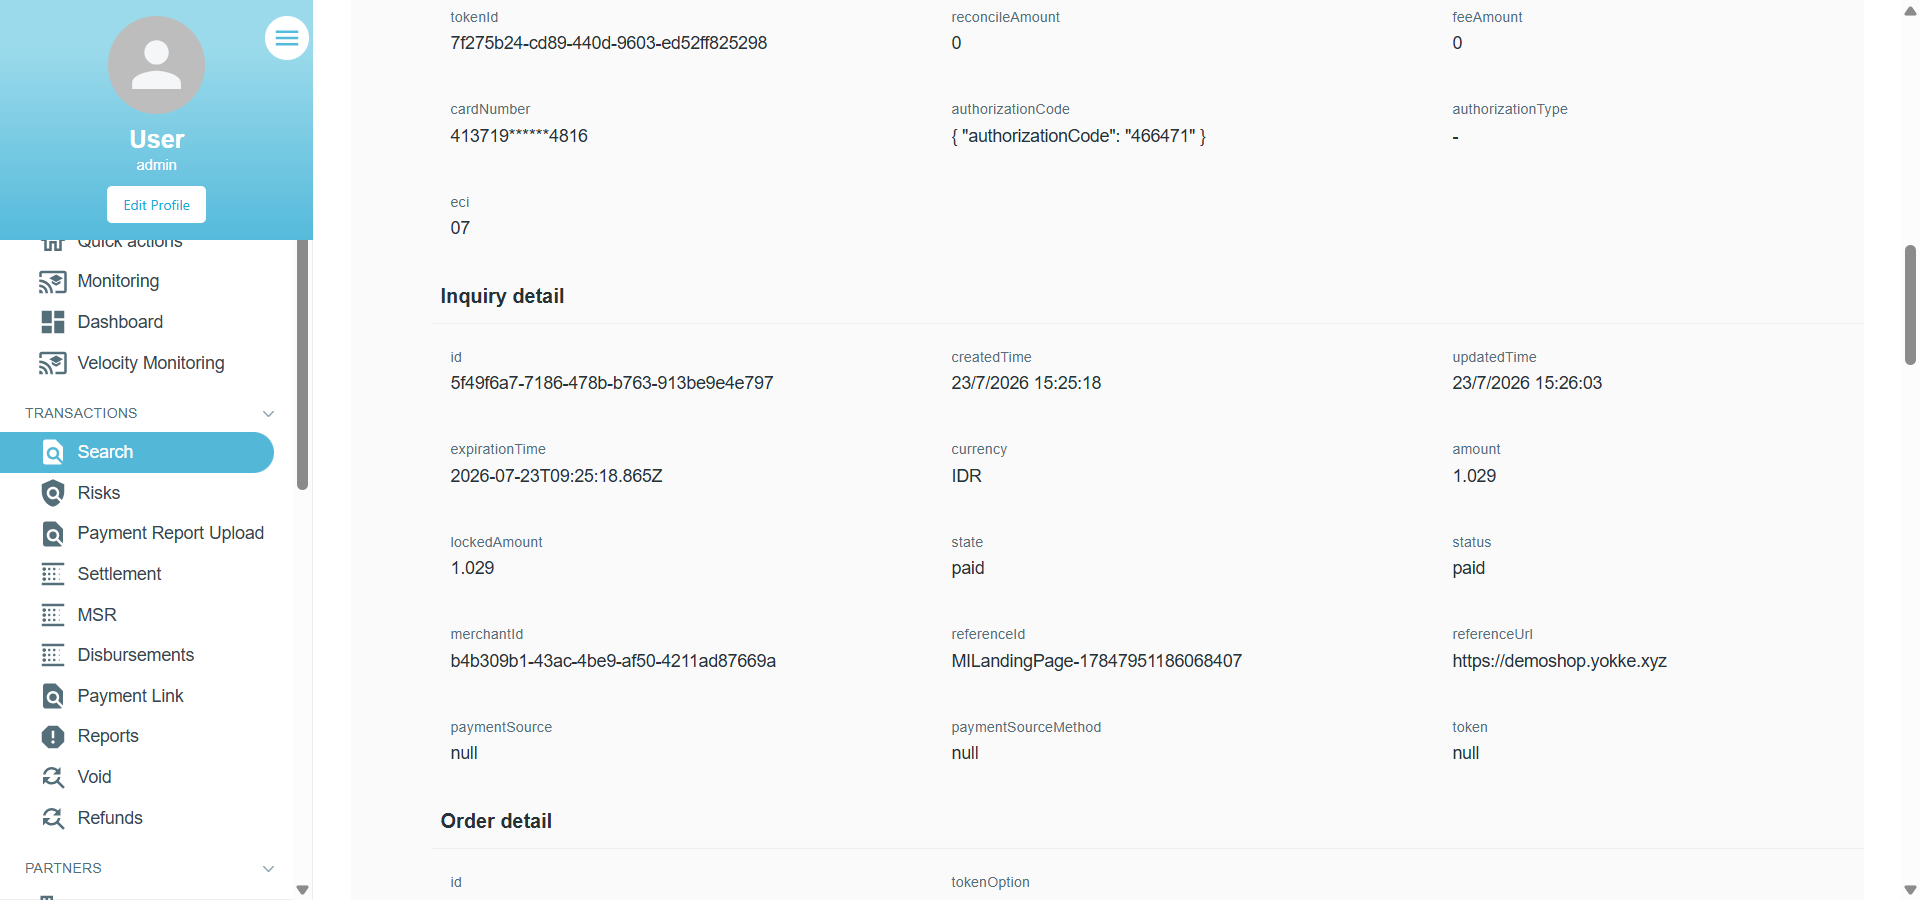 User
admin
Edit Profile
Quick actions
Monitoring
Dashboard
Velocity Monitoring
TRANSACTIONS
Search
Risks
Payment Report Upload
Settlement
MSR
Disbursements
Payment Link
Reports
Void
Refunds
PARTNERS
tokenId reconcileAmount feeAmount
7f275b24-cd89-440d-9603-ed52ff825298 0 0
cardNumber authorizationCode authorizationType
413719******4816 { "authorizationCode": "466471" } -
eci
07
Inquiry detail
id createdTime updatedTime
5f49f6a7-7186-478b-b763-913be9e4e797 23/7/2026 15:25:18 23/7/2026 15:26:03
expirationTime currency amount
2026-07-23T09:25:18.865Z IDR 1.029
lockedAmount state status
1.029 paid paid
merchantId referenceId referenceUrl
b4b309b1-43ac-4be9-af50-4211ad87669a MILandingPage-17847951186068407 https://demoshop.yokke.xyz
paymentSource paymentSourceMethod token
null null null
Order detail
id tokenOption